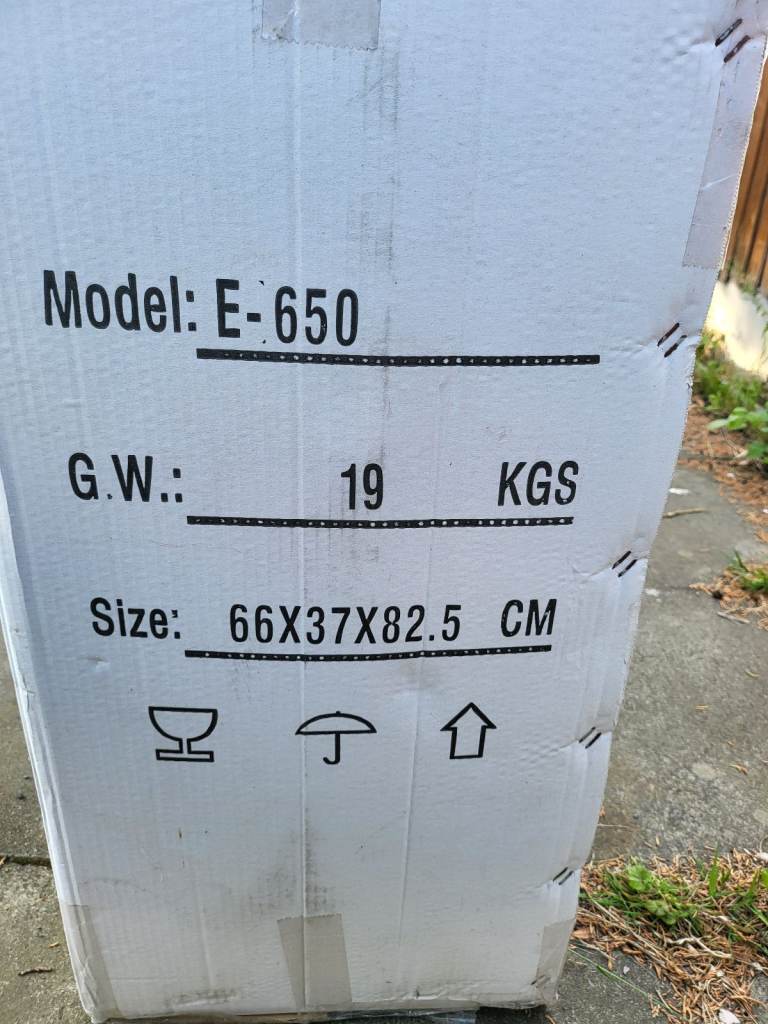 Model: E-650
G.W.: 19 KGS
Size: 66X37X82.5 CM